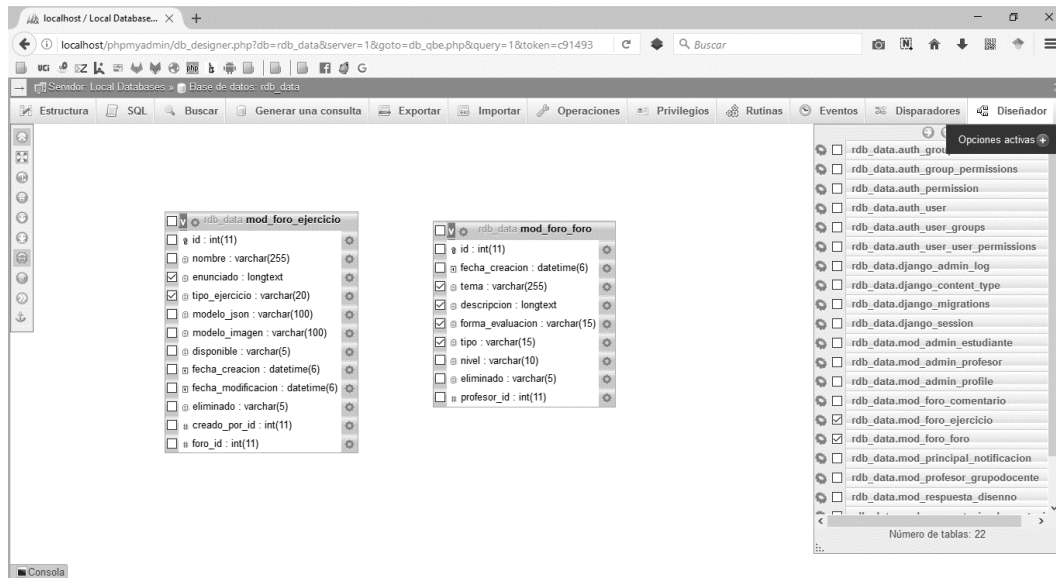 localhost / Local Database...
localhost/phpmyadmin/db_designer.php?db=rdb_data&server=1&goto=db_qbe.php&query=1&token=c91493
Buscar
Servidor: Local Databases » Base de datos: rdb_data
Estructura SQL Buscar Generar una consulta Exportar Importar Operaciones Privilegios Rutinas Eventos Disparadores Diseñador
Opciones activas
rdb_data mod_foro_ejercicio
id : int(11)
nombre : varchar(255)
enunciado : longtext
tipo_ejercicio : varchar(20)
modelo_json : varchar(100)
modelo_imagen : varchar(100)
disponible : varchar(5)
fecha_creacion : datetime(6)
fecha_modificacion : datetime(6)
eliminado : varchar(5)
creado_por_id : int(11)
foro_id : int(11)
rdb_data mod_foro_foro
id : int(11)
fecha_creacion : datetime(6)
tema : varchar(255)
descripcion : longtext
forma_evaluacion : varchar(15)
tipo : varchar(15)
nivel : varchar(10)
eliminado : varchar(5)
profesor_id : int(11)
rdb_data.auth_grou
rdb_data.auth_group_permissions
rdb_data.auth_permission
rdb_data.auth_user
rdb_data.auth_user_groups
rdb_data.auth_user_user_permissions
rdb_data.django_admin_log
rdb_data.django_content_type
rdb_data.django_migrations
rdb_data.django_session
rdb_data.mod_admin_estudiante
rdb_data.mod_admin_profesor
rdb_data.mod_admin_profile
rdb_data.mod_foro_comentario
rdb_data.mod_foro_ejercicio
rdb_data.mod_foro_foro
rdb_data.mod_principal_notificacion
rdb_data.mod_profesor_grupodocente
rdb_data.mod_respuesta_disenno
Número de tablas: 22
Consola